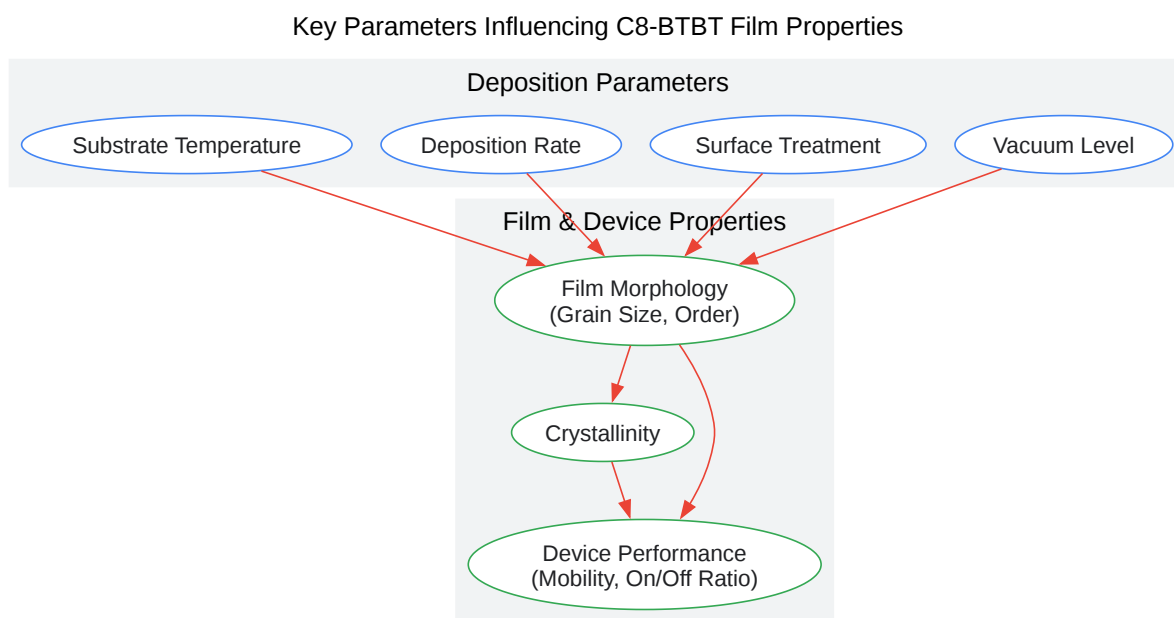 Key Parameters Influencing C8-BTBT Film Properties
Deposition Parameters
Substrate Temperature
Deposition Rate
Surface Treatment
Vacuum Level
Film & Device Properties
Film Morphology
(Grain Size, Order)
Crystallinity
Device Performance
(Mobility, On/Off Ratio)